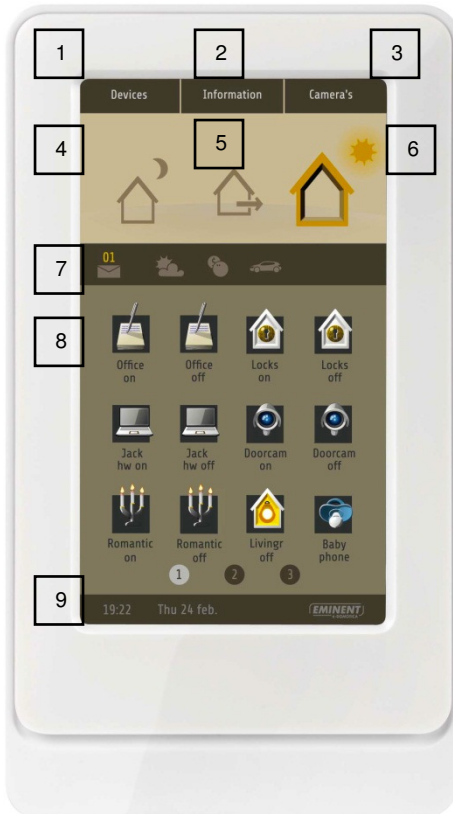 1 2 3
Devices Information Camera's
4 5 6
7 01
8
Office on Office off Locks on Locks off
Jack hw on Jack hw off Doorcam on Doorcam off
Romantic on Romantic off Livingr off Baby phone
1 2 3
9
19:22 Thu 24 feb. EMINENT